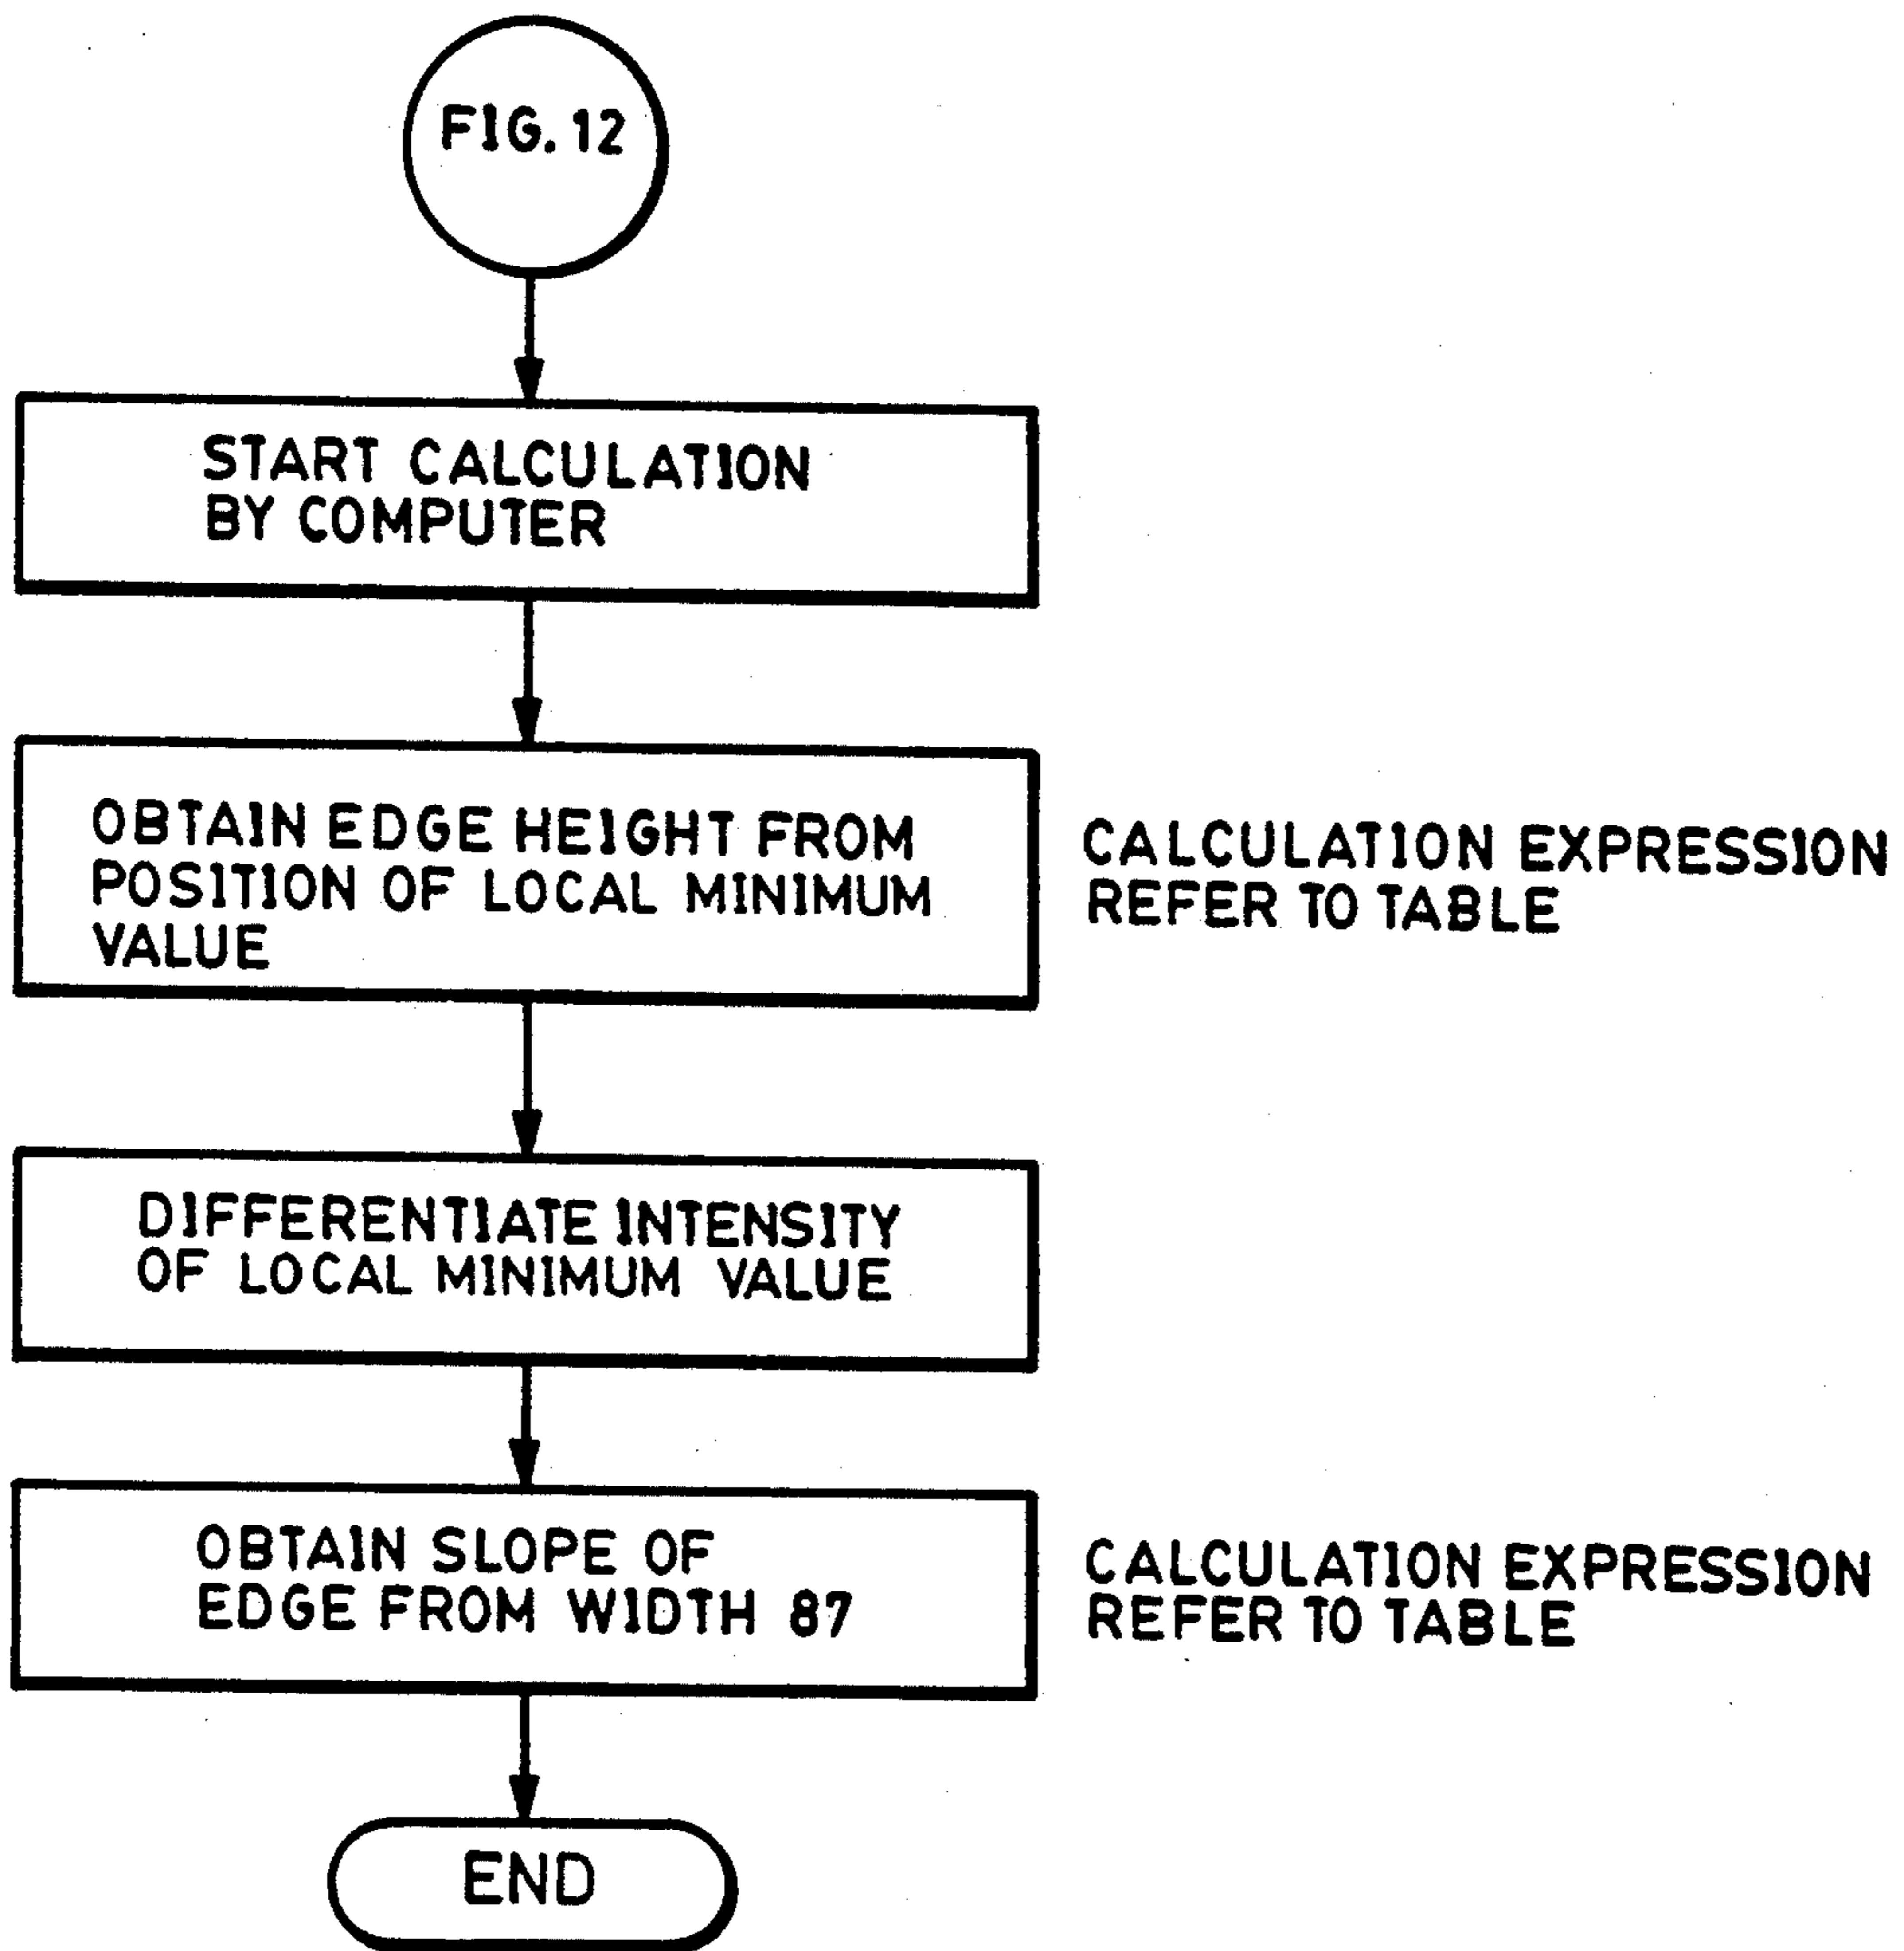 FIG. 12
START CALCULATION
BY COMPUTER
OBTAIN EDGE HEIGHT FROM
POSITION OF LOCAL MINIMUM
VALUE
CALCULATION EXPRESSION
REFER TO TABLE
DIFFERENTIATE INTENSITY
OF LOCAL MINIMUM VALUE
OBTAIN SLOPE OF
EDGE FROM WIDTH 87
CALCULATION EXPRESSION
REFER TO TABLE
END